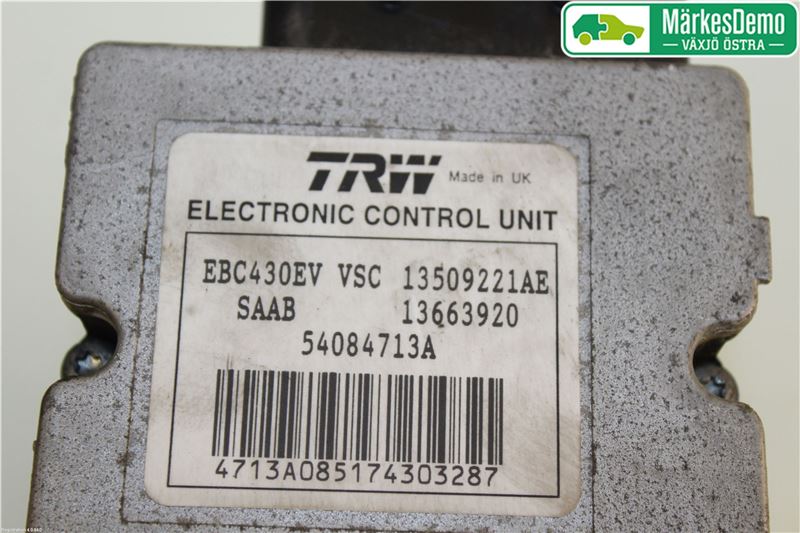 MärkesDemo
VÄXJÖ ÖSTRA
TRW Made in UK
ELECTRONIC CONTROL UNIT
EBC430EV VSC 13509221AE
SAAB 13663920
54084713A
4713A085174303287